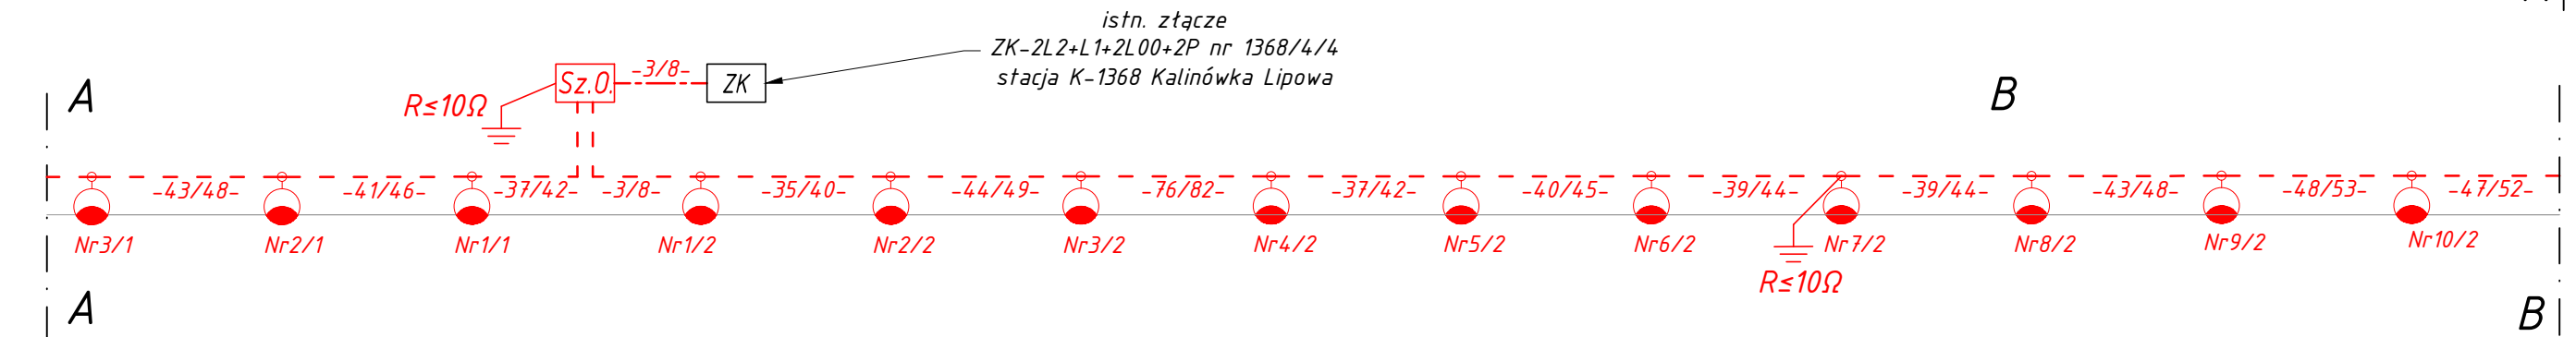 istn. złącze
ZK-2L2+L1+2L00+2P nr 1368/4/4
stacja K-1368 Kalinówka Lipowa
A
Sz.O.
-3/8-
ZK
B
R≤10Ω
-43/48-
-41/46-
-37/42-
-3/8-
-35/40-
-44/49-
-76/82-
-37/42-
-40/45-
-39/44-
-39/44-
-43/48-
-48/53-
-47/52-
Nr3/1
Nr2/1
Nr1/1
Nr1/2
Nr2/2
Nr3/2
Nr4/2
Nr5/2
Nr6/2
Nr7/2
Nr8/2
Nr9/2
Nr10/2
R≤10Ω
A
B